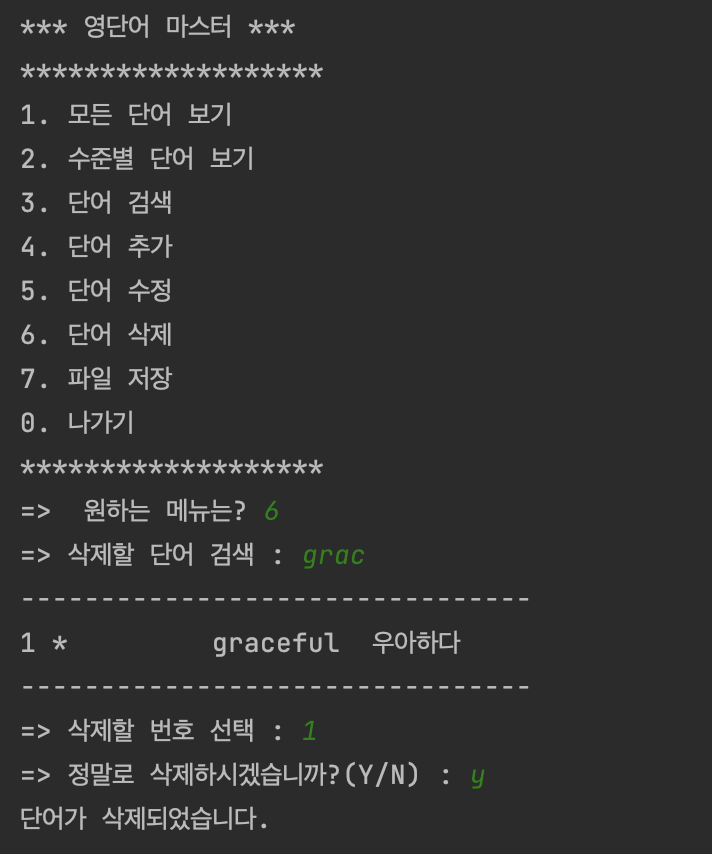 *** 영단어 마스터 ***
*******************
1. 모든 단어 보기
2. 수준별 단어 보기
3. 단어 검색
4. 단어 추가
5. 단어 수정
6. 단어 삭제
7. 파일 저장
0. 나가기
*******************
=>  원하는 메뉴는? 6
=> 삭제할 단어 검색 : grac
--------------------------------
1 *         graceful  우아하다
--------------------------------
=> 삭제할 번호 선택 : 1
=> 정말로 삭제하시겠습니까?(Y/N) : y
단어가 삭제되었습니다.